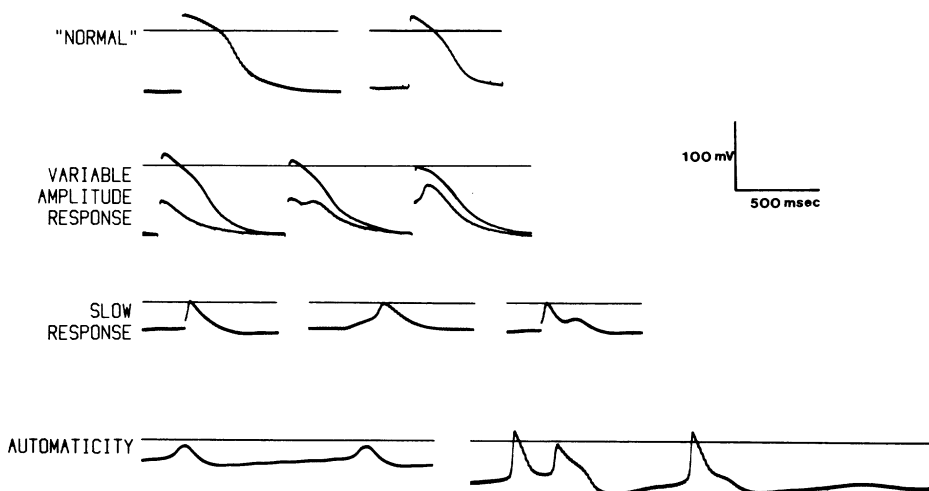 "NORMAL"
VARIABLE
AMPLITUDE
RESPONSE
100 mV
500 msec
SLOW
RESPONSE
AUTOMATICITY